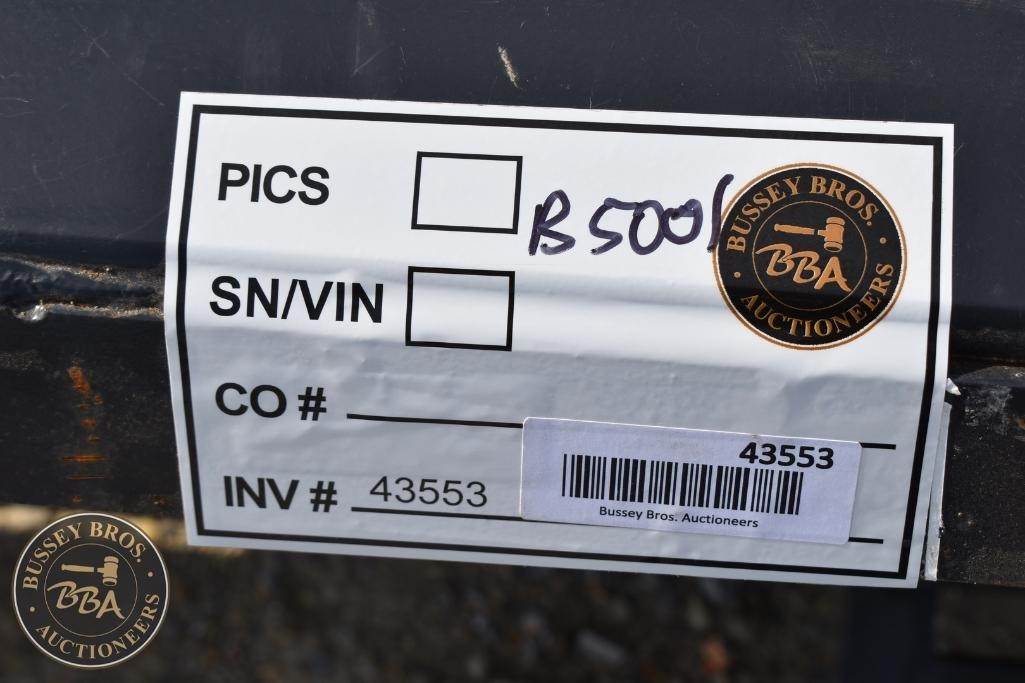 PICS
B5001
BUSSEY BROS.
BBA
AUCTIONEERS
SN/VIN
CO #
43553
INV # 43553
Bussey Bros. Auctioneers
BUSSEY BROS.
BBA
AUCTIONEERS